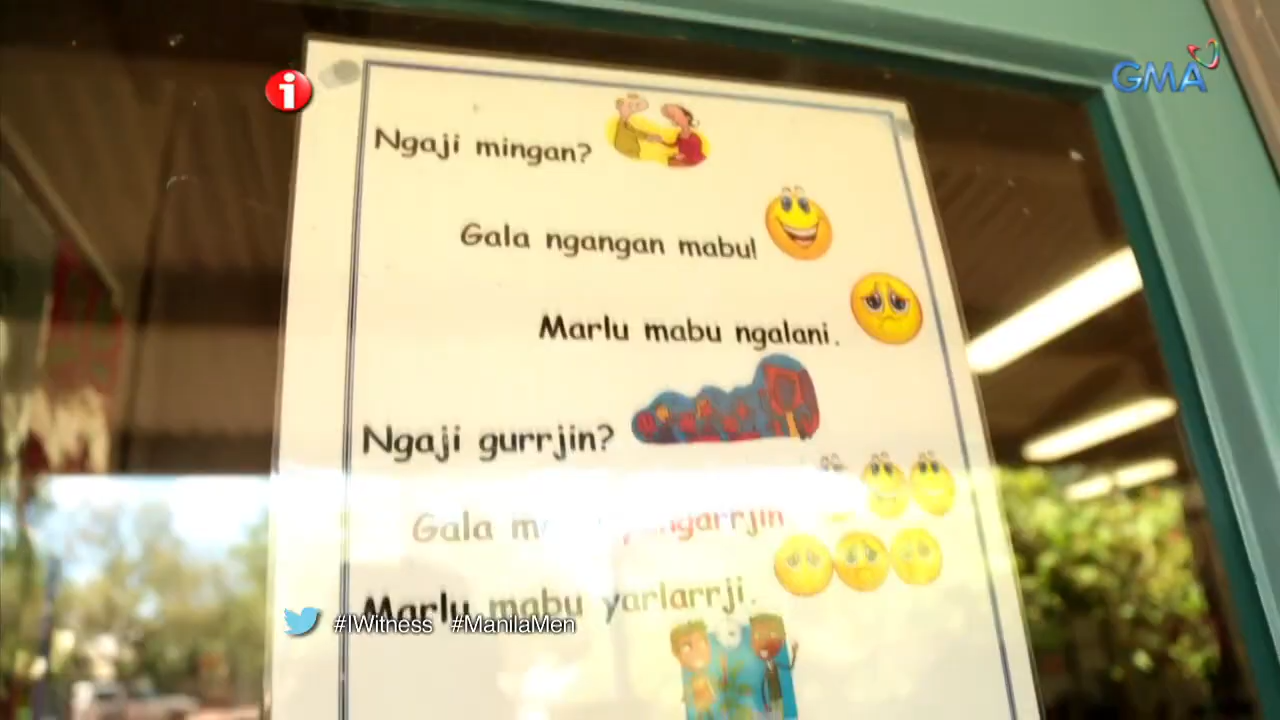 GMA
i
Ngaji mingan?
Gala ngangan mabu!
Marlu mabu ngalani.
Ngaji gurrjin?
Gala
Marlu mabu yarlarrji.
#IWitness #ManilaMen